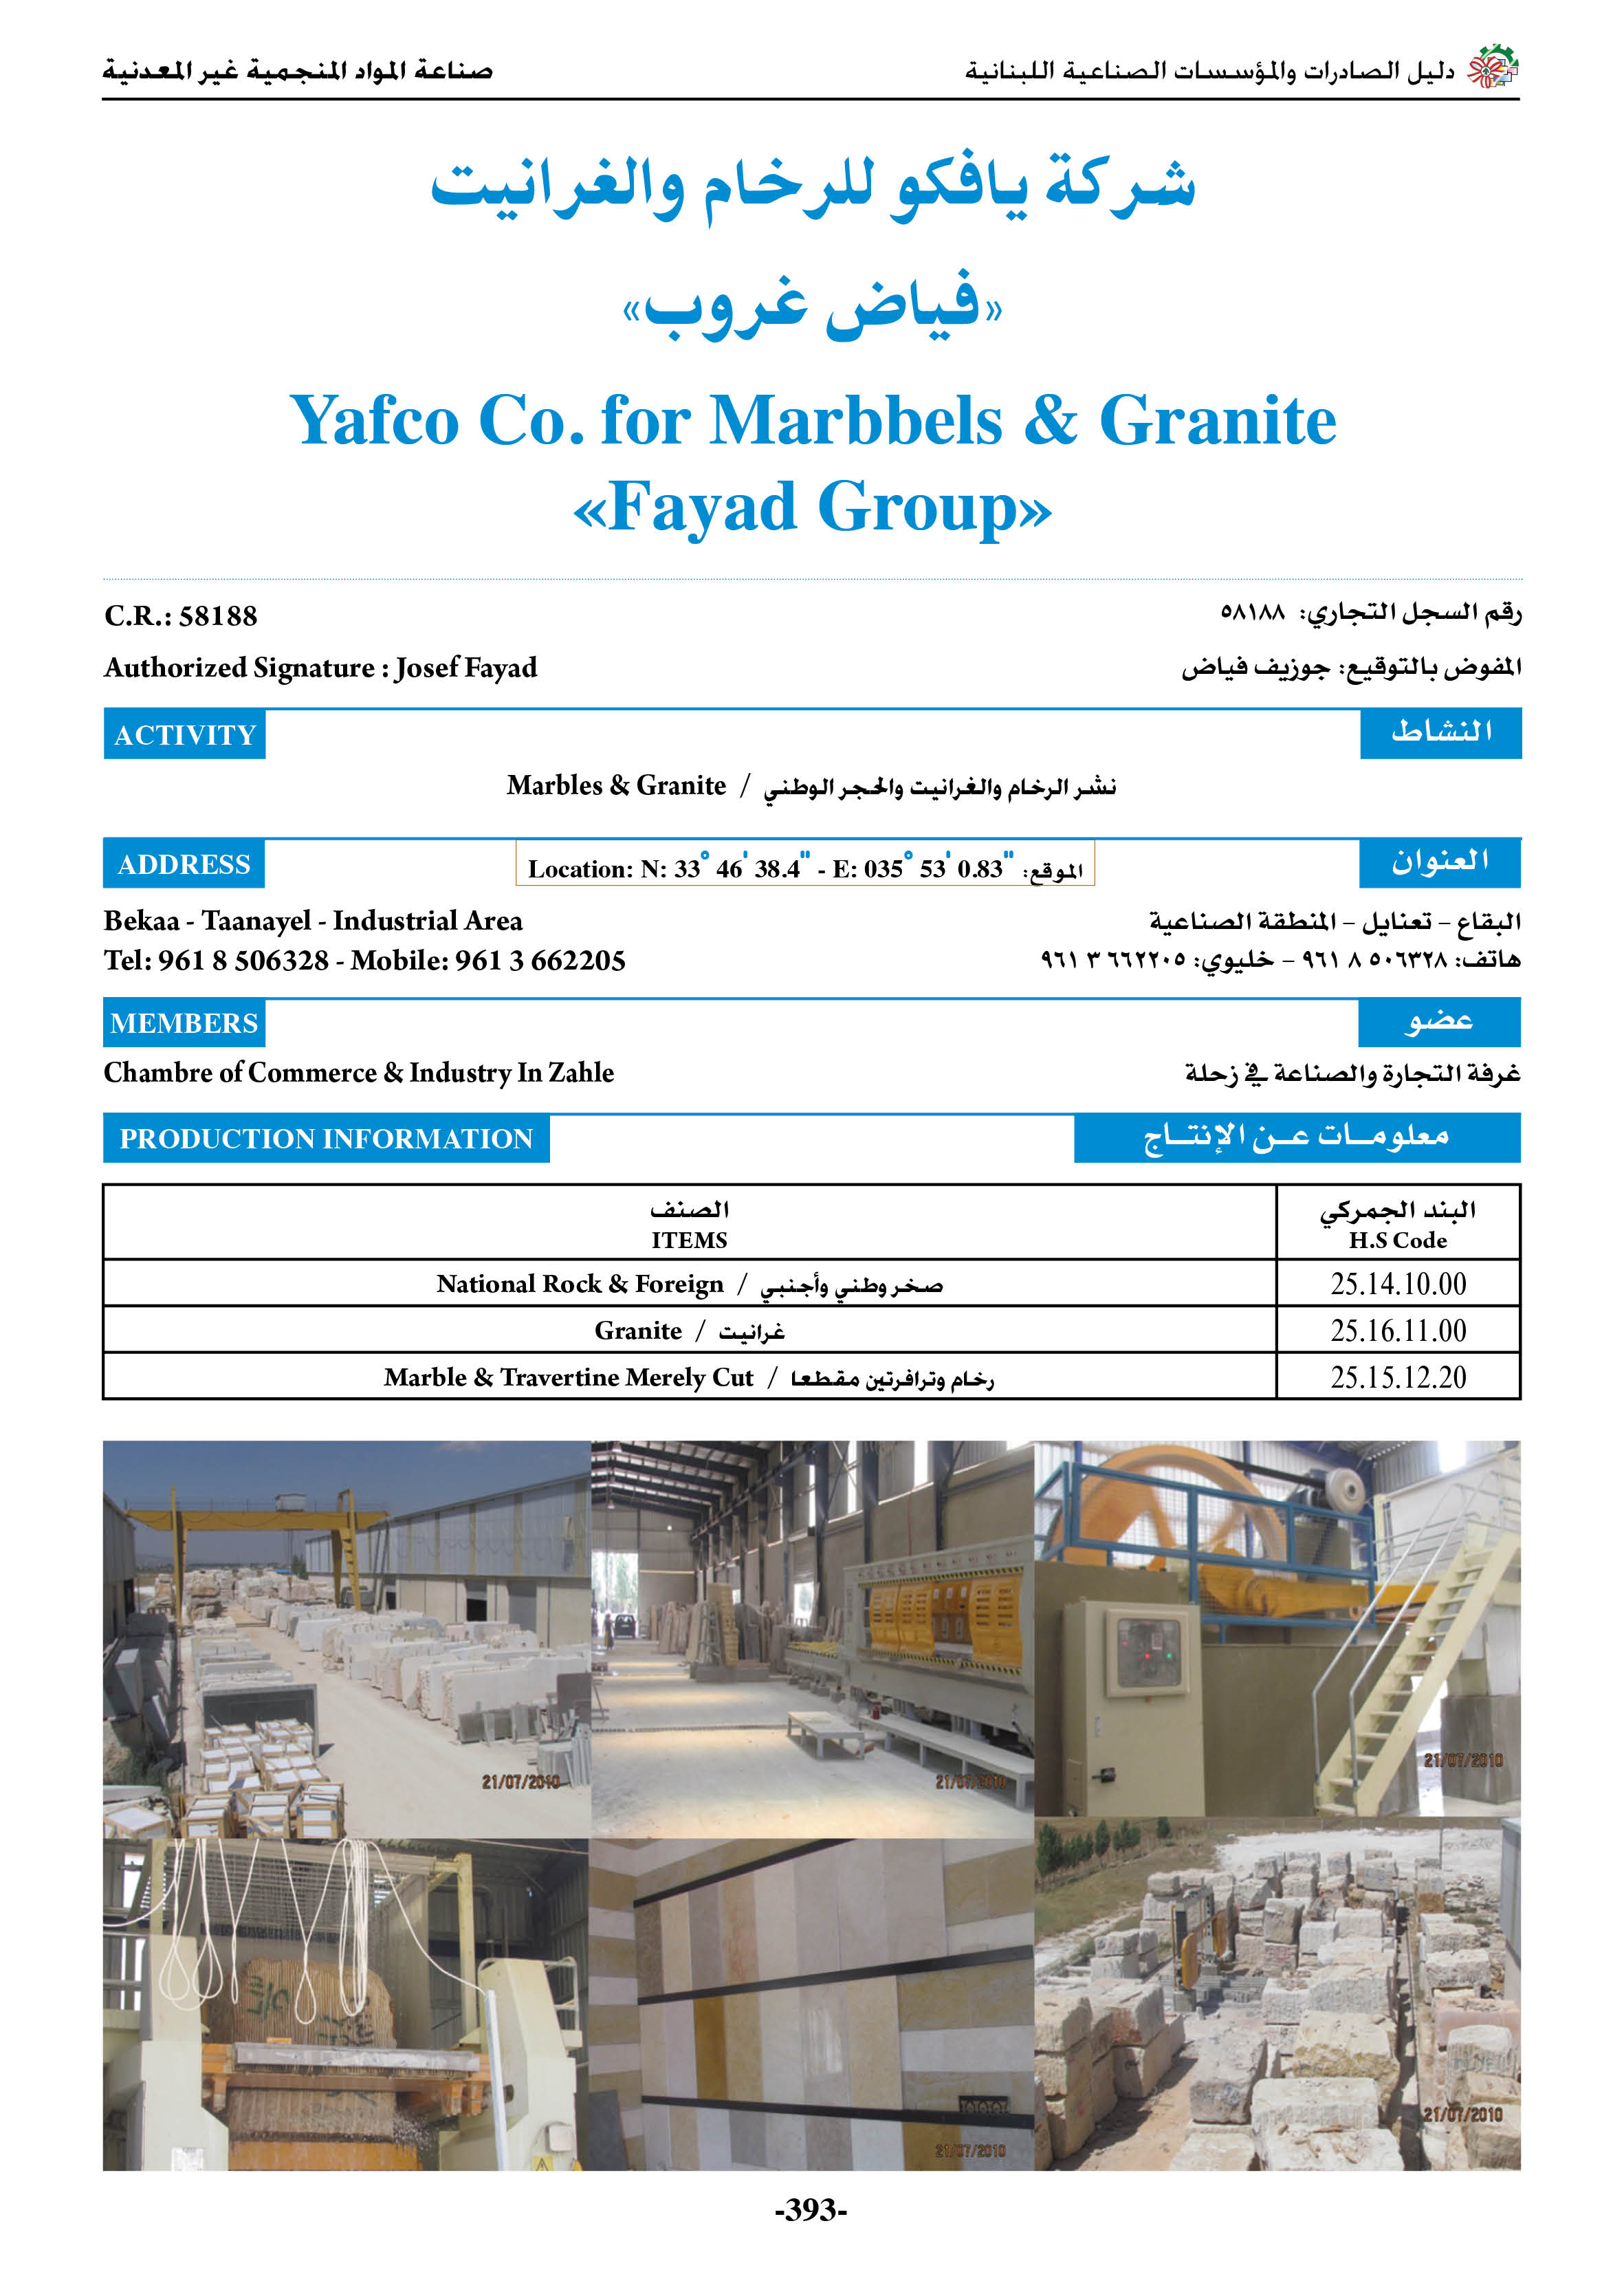 دليل الصادرات والمؤسسات الصناعية اللبنانية
صناعة المواد المنجمية غير المعدنية
شركة يافكو للرخام والغرانيت
«فياض غروب»
Yafco Co. for Marbbels & Granite
«Fayad Group»
C.R.: 58188
رقم السجل التجاري: ٥٨١٨٨
Authorized Signature : Josef Fayad
المفوض بالتوقيع: جوزيف فياض
ACTIVITY
النشاط
Marbles & Granite / نشر الرخام والغرانيت والحجر الوطني
ADDRESS
Location: N: 33° 46' 38.4" - E: 035° 53' 0.83" الموقع:
العنوان
Bekaa - Taanayel - Industrial Area
البقاع – تعنايل – المنطقة الصناعية
Tel: 961 8 506328 - Mobile: 961 3 662205
هاتف: ٥٠٦٣٢٨ ٨ ٩٦١ – خليوي: ٦٦٢٢٠٥ ٣ ٩٦١
MEMBERS
عضو
Chambre of Commerce & Industry In Zahle
غرفة التجارة والصناعة في زحلة
PRODUCTION INFORMATION
معلومــات عــن الإنتــاج
الصنف
ITEMS
البند الجمركي
H.S Code
National Rock & Foreign / صخر وطني وأجنبي
25.14.10.00
Granite / غرانيت
25.16.11.00
Marble & Travertine Merely Cut / رخام وترافرتين مقطعا
25.15.12.20
21/07/2010
21/07/2010
21/07/2010
21/07/2010
21/07/2010
-393-